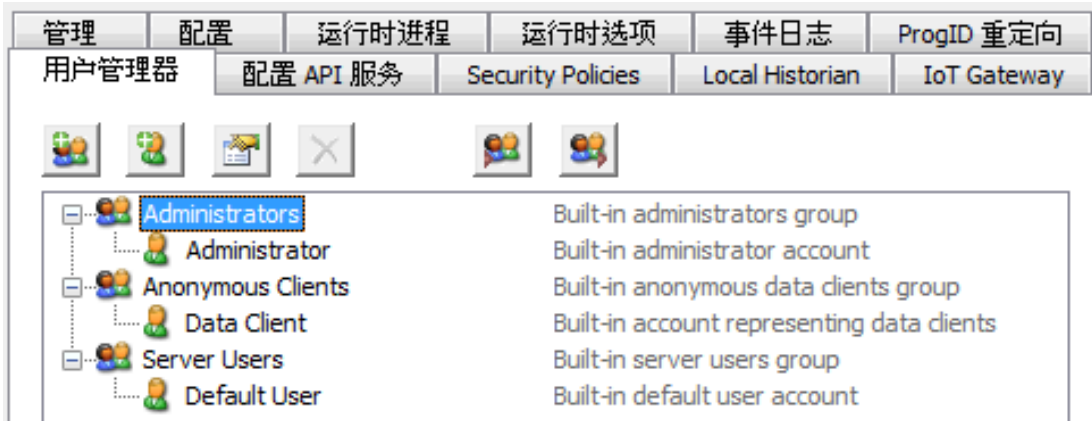 管理 配置 运行时进程 运行时选项 事件日志 ProgID 重定向
用户管理器 配置 API 服务 Security Policies Local Historian IoT Gateway
Administrators Built-in administrators group
Administrator Built-in administrator account
Anonymous Clients Built-in anonymous data clients group
Data Client Built-in account representing data clients
Server Users Built-in server users group
Default User Built-in default user account